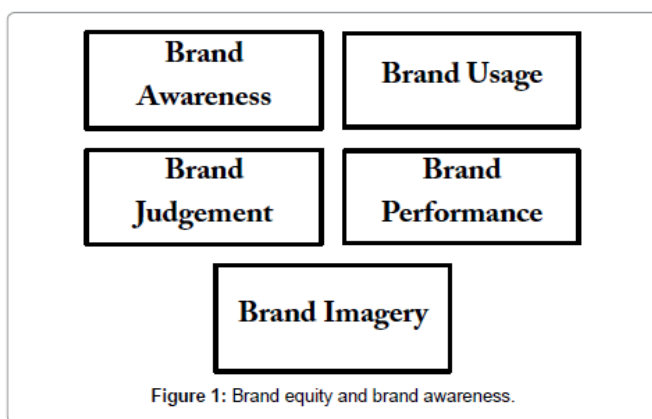 Brand
Awareness
Brand Usage
Brand
Judgement
Brand
Performance
Brand Imagery
Figure 1: Brand equity and brand awareness.